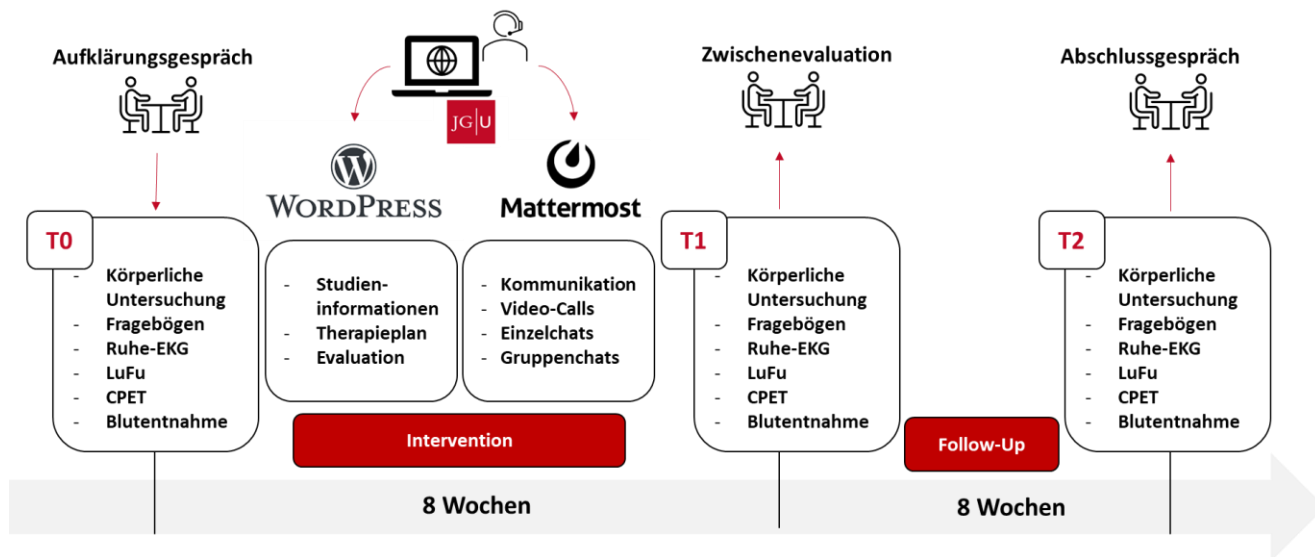 Aufklärungsgespräch
JG|U
WORDPRESS
Mattermost
Zwischenevaluation
Abschlussgespräch
T0
- Körperliche
Untersuchung
- Fragebögen
- Ruhe-EKG
- LuFu
- CPET
- Blutentnahme
- Studien-
informationen
- Therapieplan
- Evaluation
- Kommunikation
- Video-Calls
- Einzelchats
- Gruppenchats
Intervention
T1
- Körperliche
Untersuchung
- Fragebögen
- Ruhe-EKG
- LuFu
- CPET
- Blutentnahme
Follow-Up
T2
- Körperliche
Untersuchung
- Fragebögen
- Ruhe-EKG
- LuFu
- CPET
- Blutentnahme
8 Wochen
8 Wochen